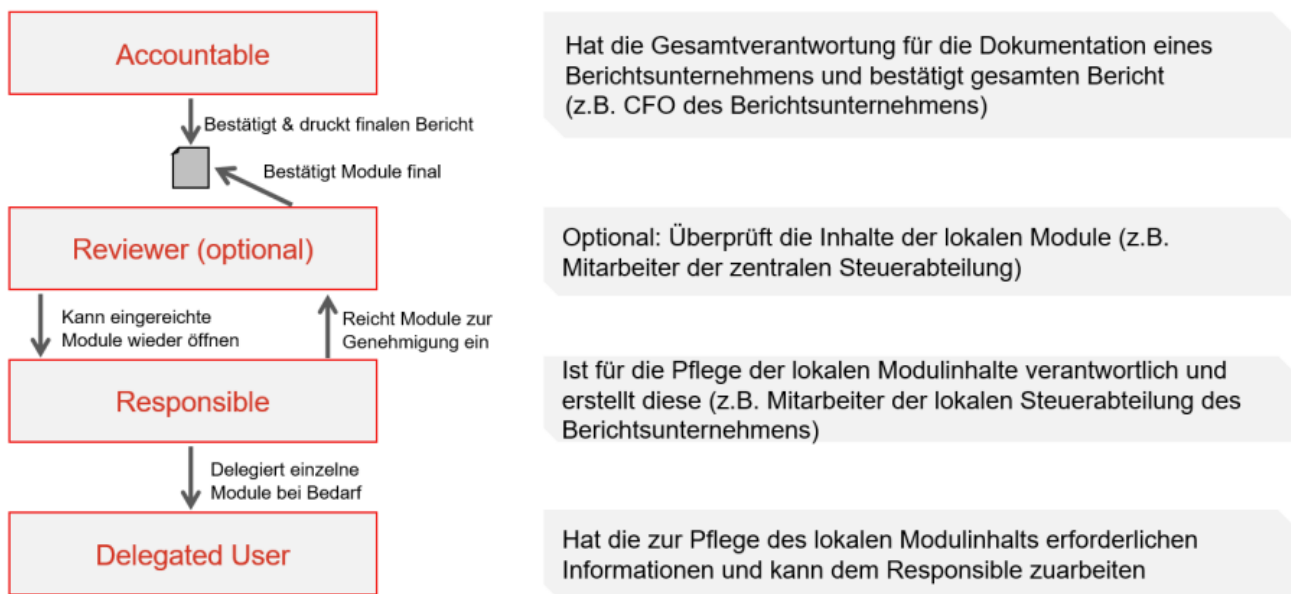 Accountable
Hat die Gesamtverantwortung für die Dokumentation eines
Berichtsunternehmens und bestätigt gesamten Bericht
(z.B. CFO des Berichtsunternehmens)
Bestätigt & druckt finalen Bericht
Bestätigt Module final
Reviewer (optional)
Optional: Überprüft die Inhalte der lokalen Module (z.B.
Mitarbeiter der zentralen Steuerabteilung)
Kann eingereichte
Module wieder öffnen
Reicht Module zur
Genehmigung ein
Responsible
Ist für die Pflege der lokalen Modulinhalte verantwortlich und
erstellt diese (z.B. Mitarbeiter der lokalen Steuerabteilung des
Berichtsunternehmens)
Delegiert einzelne
Module bei Bedarf
Delegated User
Hat die zur Pflege des lokalen Modulinhalts erforderlichen
Informationen und kann dem Responsible zuarbeiten